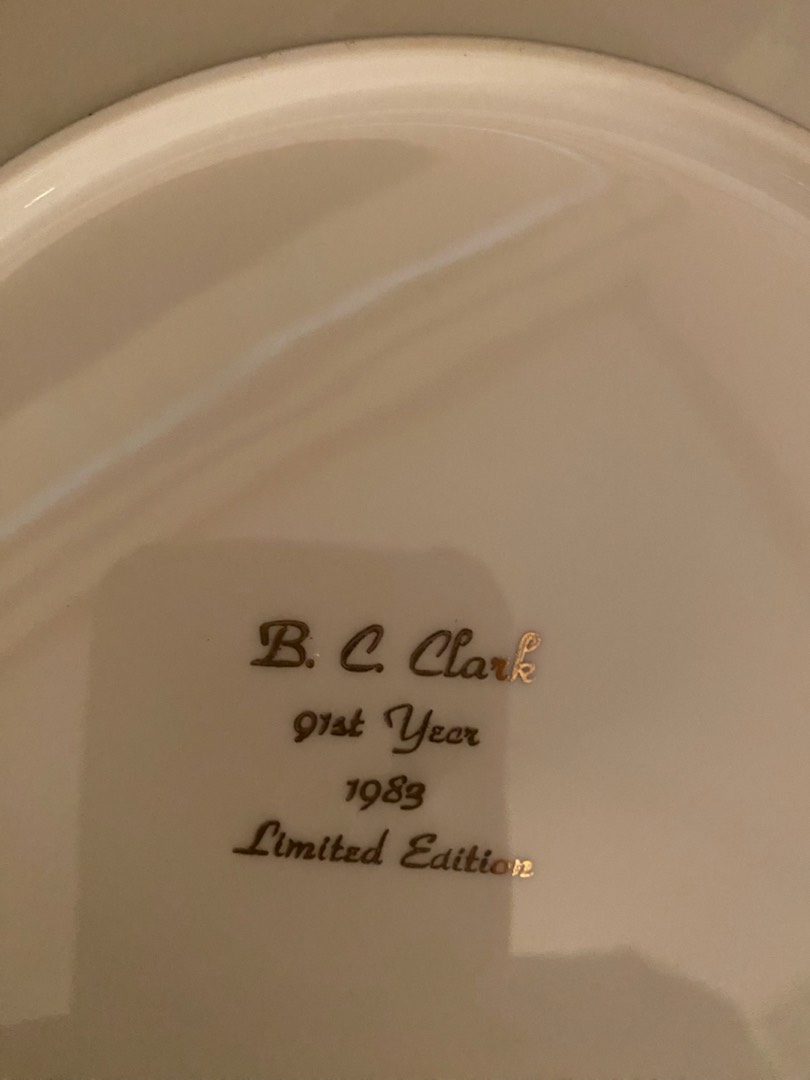 B. C. Clark
91st Year
1983
Limited Edition